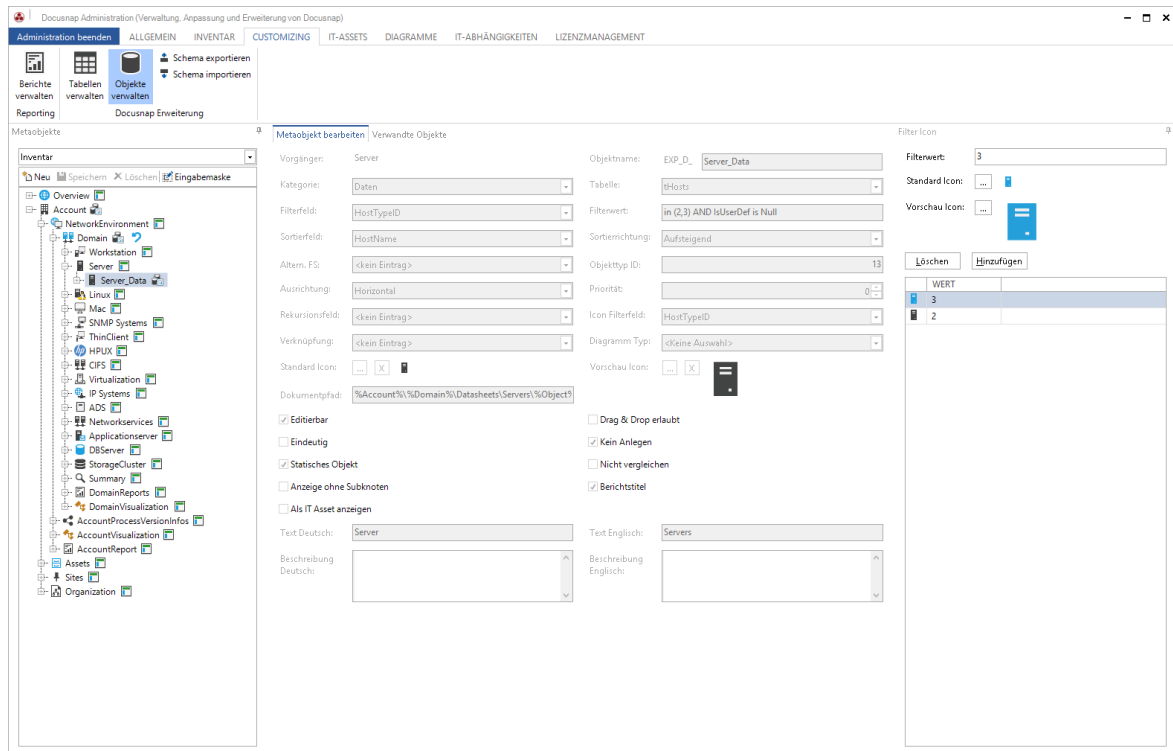 Docusnap Administration (Verwaltung, Anpassung und Erweiterung von Docusnap)
Administration beenden ALLGEMEIN INVENTAR CUSTOMIZING IT-ASSETS DIAGRAMME IT-ABHÄNGIGKEITEN LIZENZMANAGEMENT
Berichte verwalten
Tabellen verwalten
Objekte verwalten
Schema exportieren
Schema importieren
Reporting
Docusnap Erweiterung
Metaobjekte
Inventar
Neu Speichern Löschen Eingabemaske
Overview
Account
NetworkEnvironment
Domain
Workstation
Server
Server_Data
Linux
Mac
SNMP Systems
ThinClient
HPUX
CIFS
Virtualization
IP Systems
ADS
Networkservices
Applicationserver
DBServer
StorageCluster
Summary
DomainReports
DomainVisualization
AccountProcessVersionInfos
AccountVisualization
AccountReport
Assets
Sites
Organization
Metaobjekt bearbeiten Verwandte Objekte
Vorgänger: Server Objektname: EXP_D_ Server_Data
Kategorie: Daten Tabelle: tHosts
Filterfeld: HostTypeID Filterwert: in (2,3) AND IsUserDef is Null
Sortierfeld: HostName Sortierrichtung: Aufsteigend
Altern. FS: <kein Eintrag> Objekttyp ID: 13
Ausrichtung: Horizontal Priorität: 0
Rekursionsfeld: <kein Eintrag> Icon Filterfeld: HostTypeID
Verknüpfung: <kein Eintrag> Diagramm Typ: <Keine Auswahl>
Standard Icon: ... X Vorschau Icon: ... X
Dokumentpfad: %Account%\%Domain%\Datasheets\Servers\%Object%
Editierbar Drag & Drop erlaubt
Eindeutig Kein Anlegen
Statisches Objekt Nicht vergleichen
Anzeige ohne Subknoten Berichtstitel
Als IT Asset anzeigen
Text Deutsch: Server Text Englisch: Servers
Beschreibung Deutsch: Beschreibung Englisch:
Filter Icon
Filterwert: 3
Standard Icon: ...
Vorschau Icon: ...
Löschen Hinzufügen
WERT
3
2